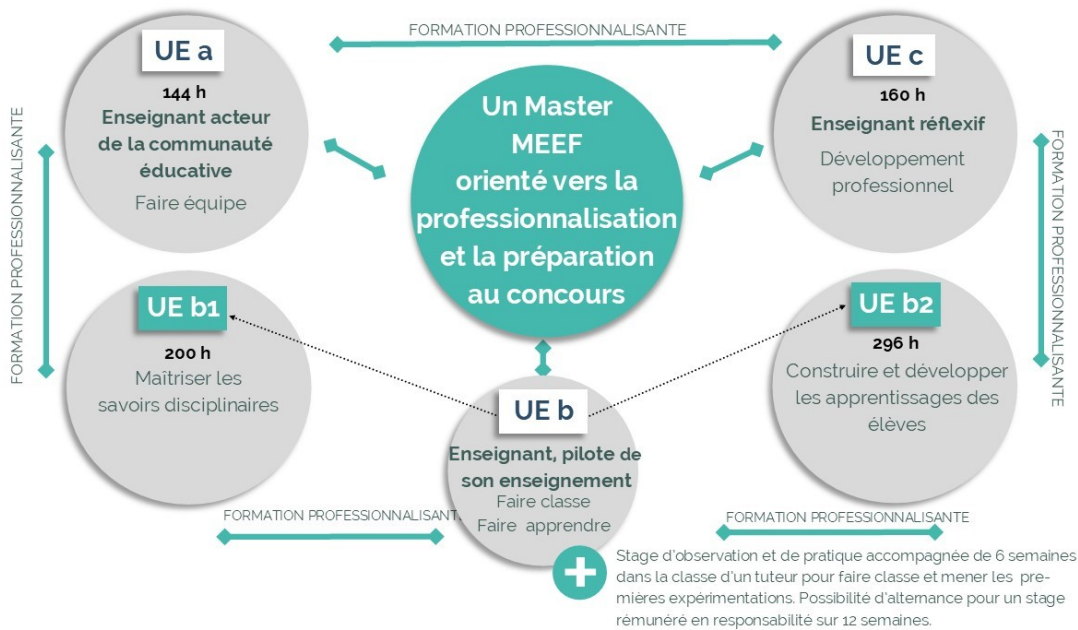 FORMATION PROFESSIONNALISANTE
UE a
144 h
Enseignant acteur
de la communauté
éducative
Faire équipe
Un Master
MEEF
orienté vers la
professionnalisation
et la préparation
au concours
UE c
160 h
Enseignant réflexif
Développement
professionnel
FORMATION PROFESSIONNALISANTE
FORMATION PROFESSIONNALISANTE
UE b1
200 h
Maîtriser les
savoirs disciplinaires
UE b2
296 h
Construire et développer
les apprentissages des
élèves
UE b
Enseignant, pilote de
son enseignement
Faire classe
Faire apprendre
FORMATION PROFESSIONNALISANT
FORMATION PROFESSIONNALISANTE
Stage d'observation et de pratique accompagnée de 6 semaines
dans la classe d'un tuteur pour faire classe et mener les pre-
mières expérimentations. Possibilité d'alternance pour un stage
rémunéré en responsabilité sur 12 semaines.